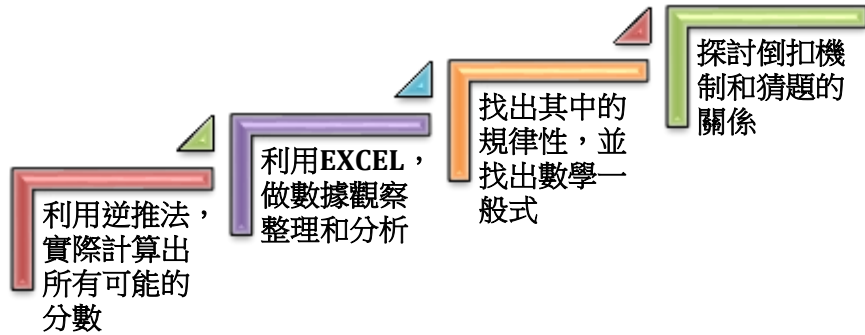 利用逆推法，
實際計算出
所有可能的
分數
利用EXCEL，
做數據觀察
整理和分析
找出其中的
規律性，並
找出數學一
般式
探討倒扣機
制和猜題的
關係